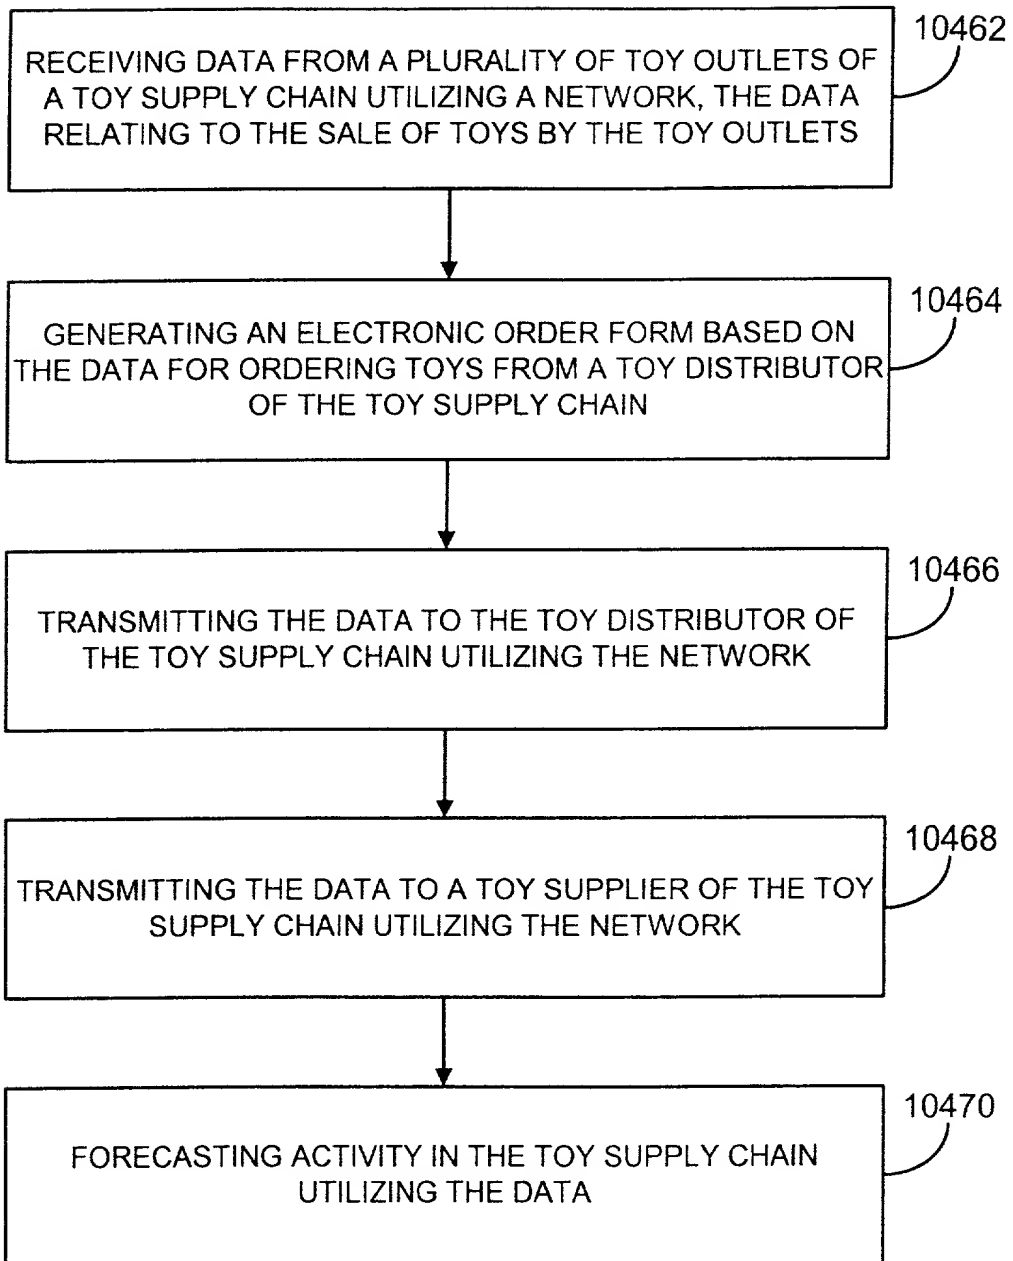 10462
RECEIVING DATA FROM A PLURALITY OF TOY OUTLETS OF
A TOY SUPPLY CHAIN UTILIZING A NETWORK, THE DATA
RELATING TO THE SALE OF TOYS BY THE TOY OUTLETS
10464
GENERATING AN ELECTRONIC ORDER FORM BASED ON
THE DATA FOR ORDERING TOYS FROM A TOY DISTRIBUTOR
OF THE TOY SUPPLY CHAIN
10466
TRANSMITTING THE DATA TO THE TOY DISTRIBUTOR OF
THE TOY SUPPLY CHAIN UTILIZING THE NETWORK
10468
TRANSMITTING THE DATA TO A TOY SUPPLIER OF THE TOY
SUPPLY CHAIN UTILIZING THE NETWORK
10470
FORECASTING ACTIVITY IN THE TOY SUPPLY CHAIN
UTILIZING THE DATA